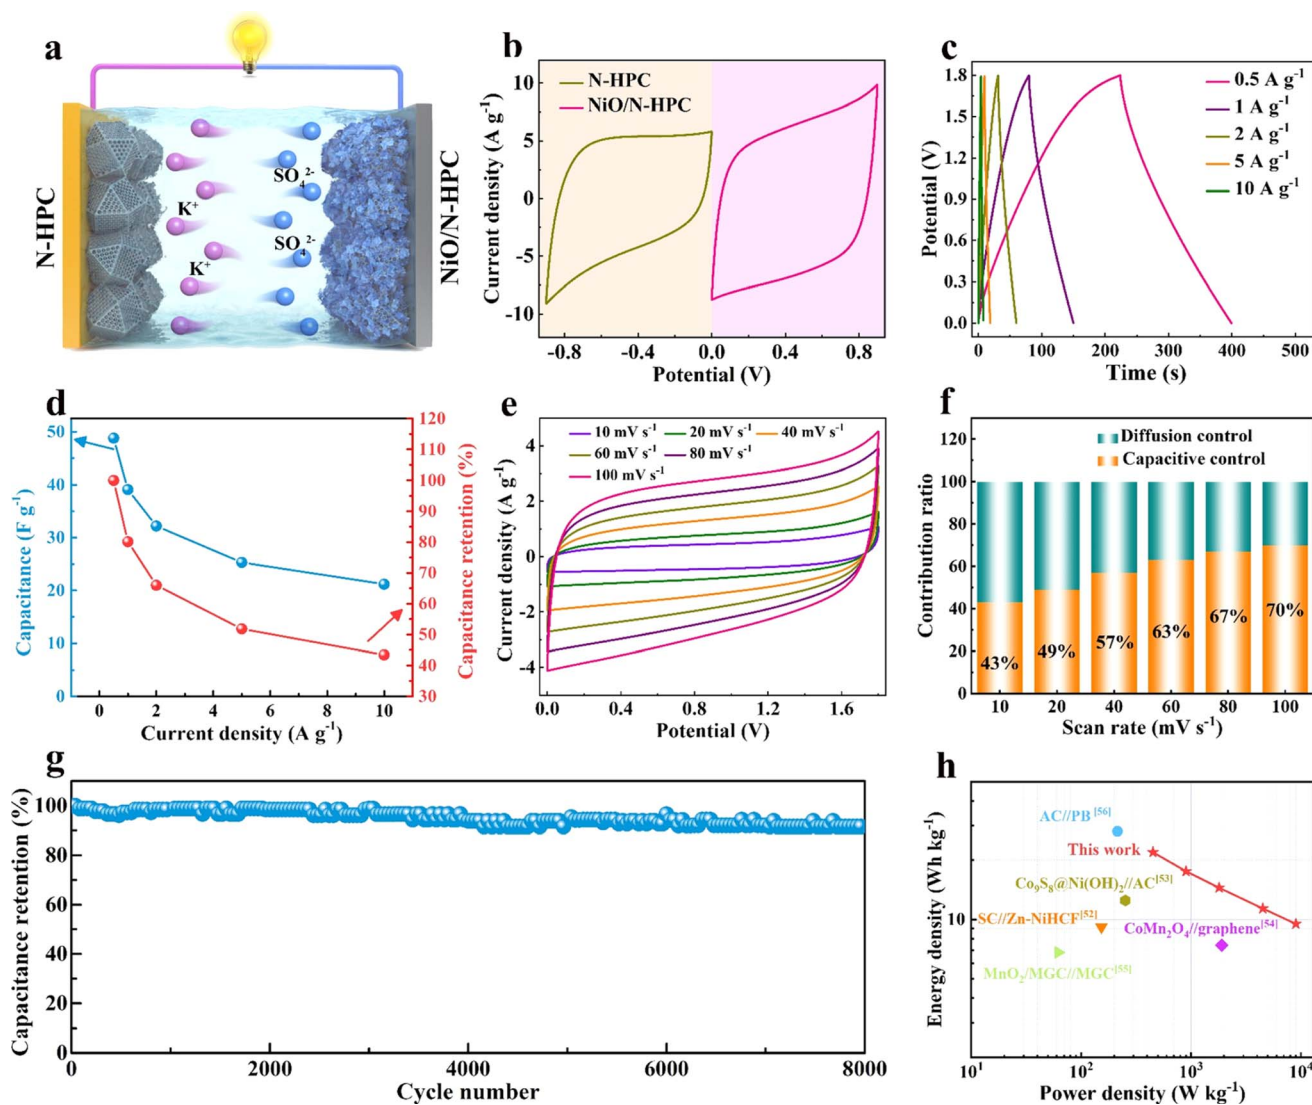 a
N-HPC
K⁺
K⁺
SO₄²⁻
SO₄²⁻
NiO/N-HPC
b
N-HPC
NiO/N-HPC
Current density (A g⁻¹)
10
5
0
-5
-10
-0.8
-0.4
0.0
0.4
0.8
Potential (V)
c
0.5 A g⁻¹
1 A g⁻¹
2 A g⁻¹
5 A g⁻¹
10 A g⁻¹
Potential (V)
1.8
1.5
1.2
0.9
0.6
0.3
0.0
0
100
200
300
400
500
Time (s)
d
Capacitance (F g⁻¹)
50
40
30
20
10
0
0
2
4
6
8
10
Current density (A g⁻¹)
120
110
100
90
80
70
60
50
40
30
Capacitance retention (%)
e
10 mV s⁻¹ 20 mV s⁻¹ 40 mV s⁻¹
60 mV s⁻¹ 80 mV s⁻¹
100 mV s⁻¹
Current density (A g⁻¹)
4
2
0
-2
-4
0.0
0.4
0.8
1.2
1.6
Potential (V)
f
Diffusion control
Capacitive control
Contribution ratio
120
100
80
60
40
20
0
43%
49%
57%
63%
67%
70%
10
20
40
60
80
100
Scan rate (mV s⁻¹)
g
Capacitance retention (%)
100
80
60
40
20
0
0
2000
4000
6000
8000
Cycle number
h
Energy density (Wh kg⁻¹)
10
AC//PB [56]
This work
Co₉S₈@Ni(OH)₂//AC[53]
SC//Zn-NiHCF[52]
CoMn₂O₄//graphene[54]
MnO₂/MGC//MGC[55]
10¹
10²
10³
10⁴
Power density (W kg⁻¹)